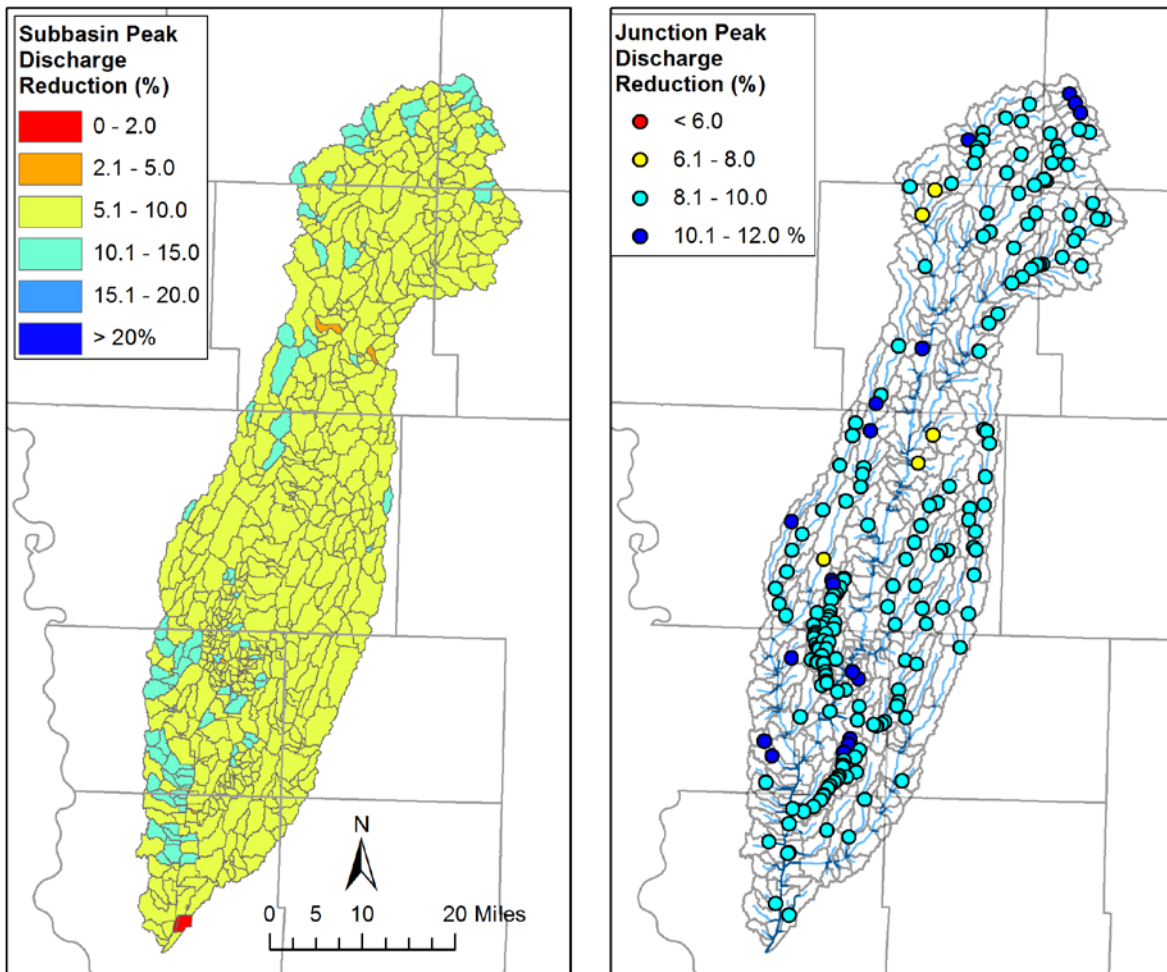 Subbasin Peak
Discharge
Reduction (%)
0 - 2.0
2.1 - 5.0
5.1 - 10.0
10.1 - 15.0
15.1 - 20.0
> 20%
N
0 5 10 20 Miles
Junction Peak
Discharge
Reduction (%)
< 6.0
6.1 - 8.0
8.1 - 10.0
10.1 - 12.0 %